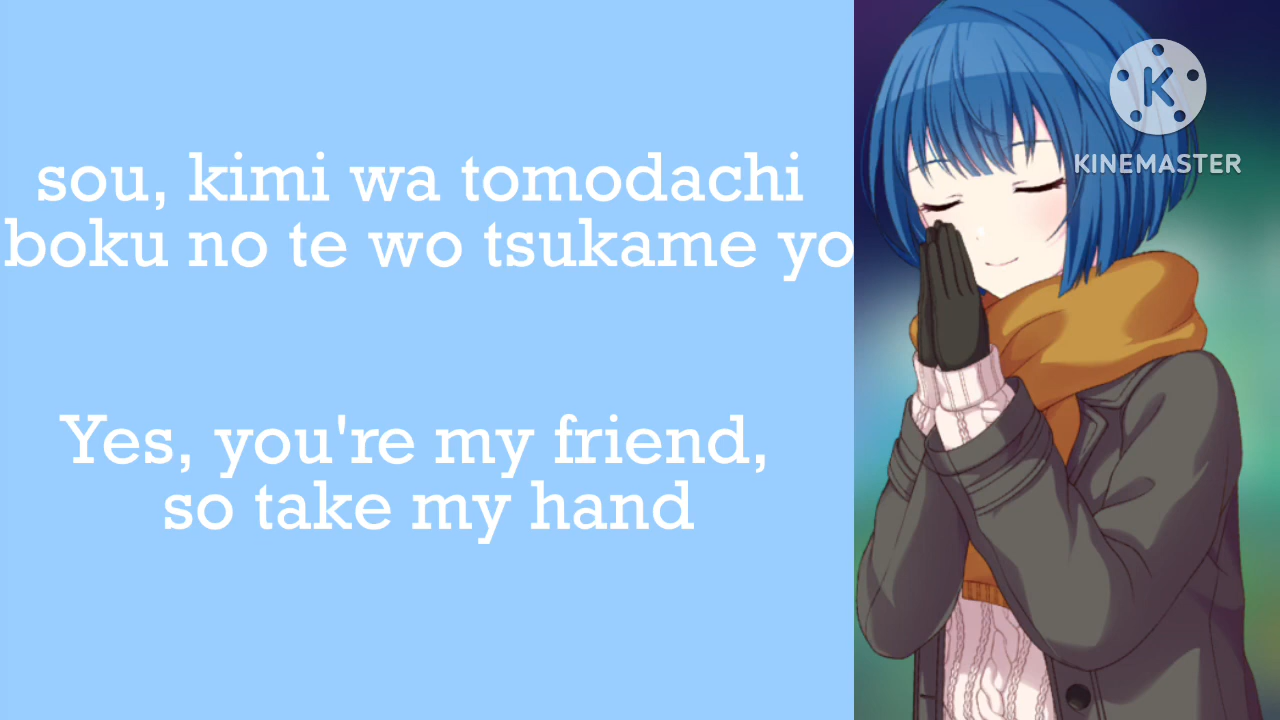 sou, kimi wa tomodachi
boku no te wo tsukame yo
Yes, you're my friend,
so take my hand
K
KINEMASTER